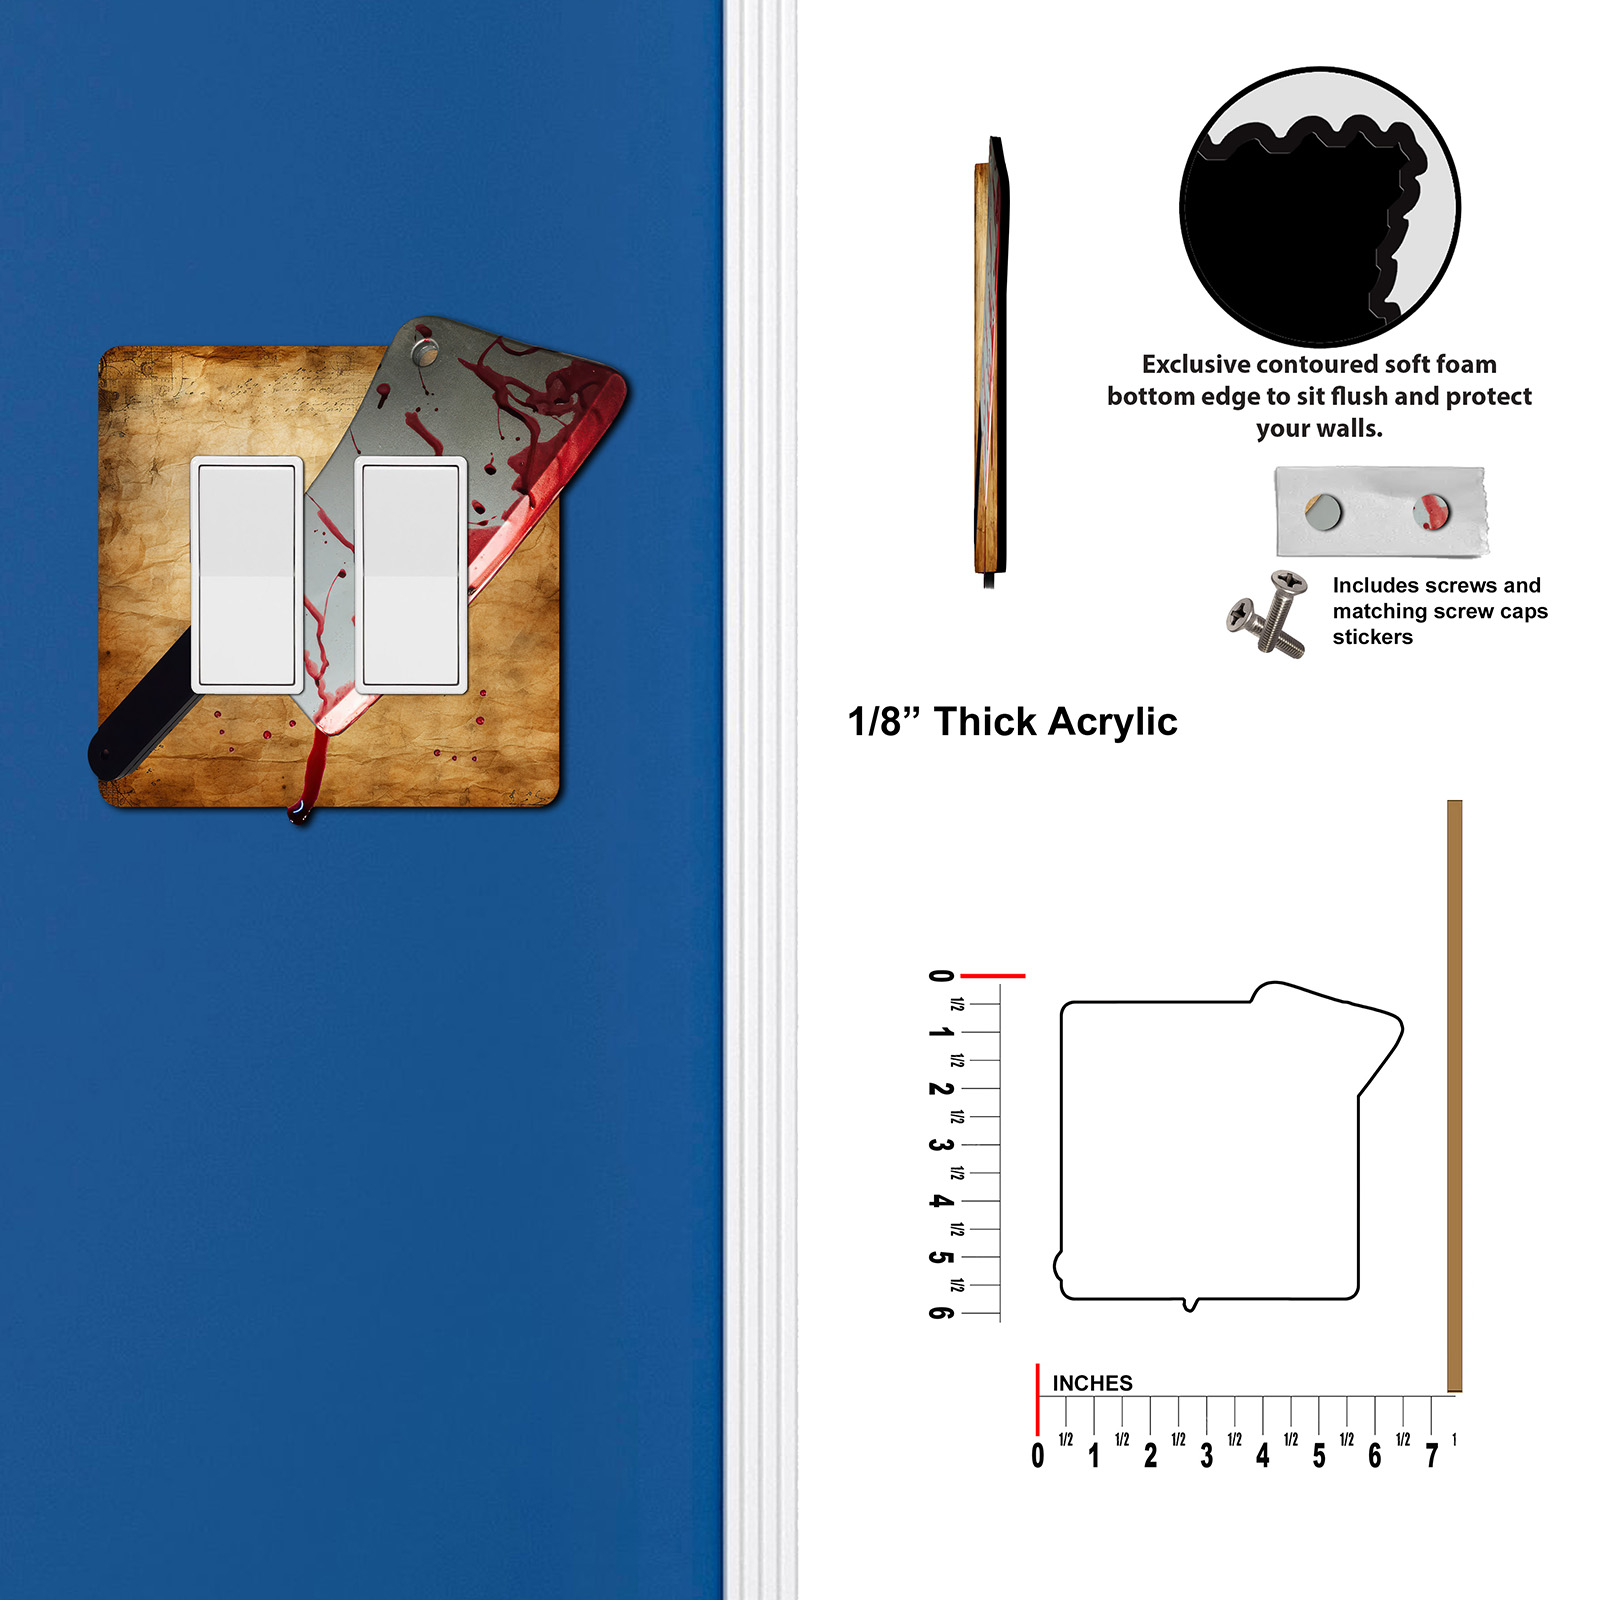 Exclusive contoured soft foam
bottom edge to sit flush and protect
your walls.
Includes screws and
matching screw caps
stickers
1/8” Thick Acrylic
0
1/2
1
1/2
2
1/2
3
1/2
4
1/2
5
1/2
6
INCHES
0 1/2 1 1/2 2 1/2 3 1/2 4 1/2 5 1/2 6 1/2 7 1